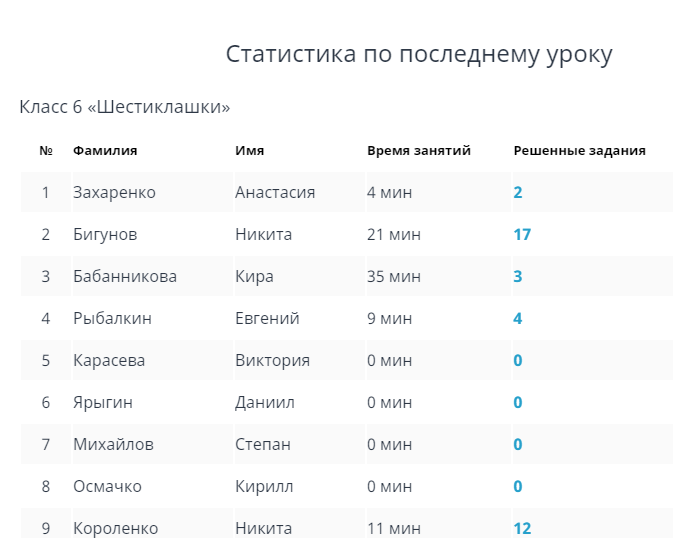 Статистика по последнему уроку
Класс 6 «Шестиклашки»
№ Фамилия Имя Время занятий Решенные задания
1 Захаренко Анастасия 4 мин 2
2 Бигунов Никита 21 мин 17
3 Бабанникова Кира 35 мин 3
4 Рыбалкин Евгений 9 мин 4
5 Карасева Виктория 0 мин 0
6 Ярыгин Даниил 0 мин 0
7 Михайлов Степан 0 мин 0
8 Осмачко Кирилл 0 мин 0
9 Короленко Никита 11 мин 12